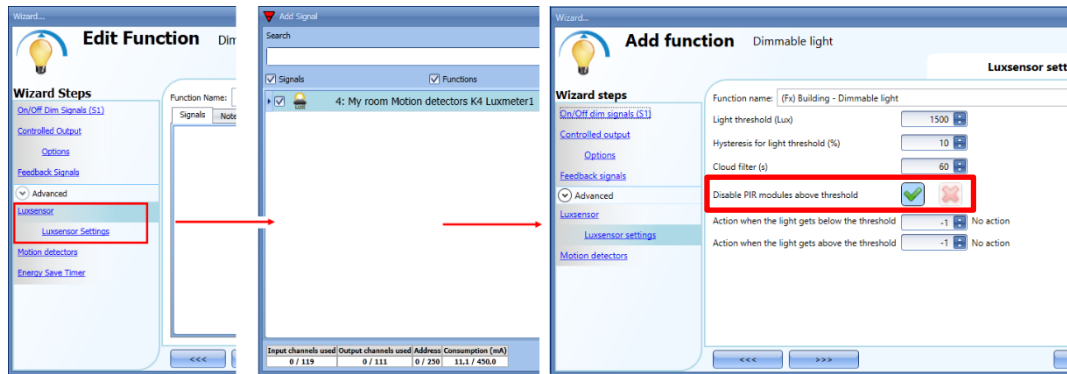 Wizard...
Edit Function Dim
Wizard Steps
On/Off Dim Signals (S1)
Controlled Output
Options
Feedback Signals
Advanced
Luxsensor
Luxsensor Settings
Motion detectors
Energy Save Timer
Function Name:
Signals Note
<<<
Add Signal
Search
Signals Functions
4: My room Motion detectors K4 Luxmeter1
Input channels used Output channels used Address Consumption (mA)
0 / 119 0 / 111 0 / 250 11,1 / 450,0
Wizard...
Add function Dimmable light
Luxsensor sett
Wizard steps
On/Off dim signals (S1)
Controlled output
Options
Feedback signals
Advanced
Luxsensor
Luxsensor settings
Motion detectors
Function name: (Fx) Building - Dimmable light
Light threshold (Lux) 1500
Hysteresis for light threshold (%) 10
Cloud filter (s) 60
Disable PIR modules above threshold
Action when the light gets below the threshold -1 No action
Action when the light gets above the threshold -1 No action
<<< >>>